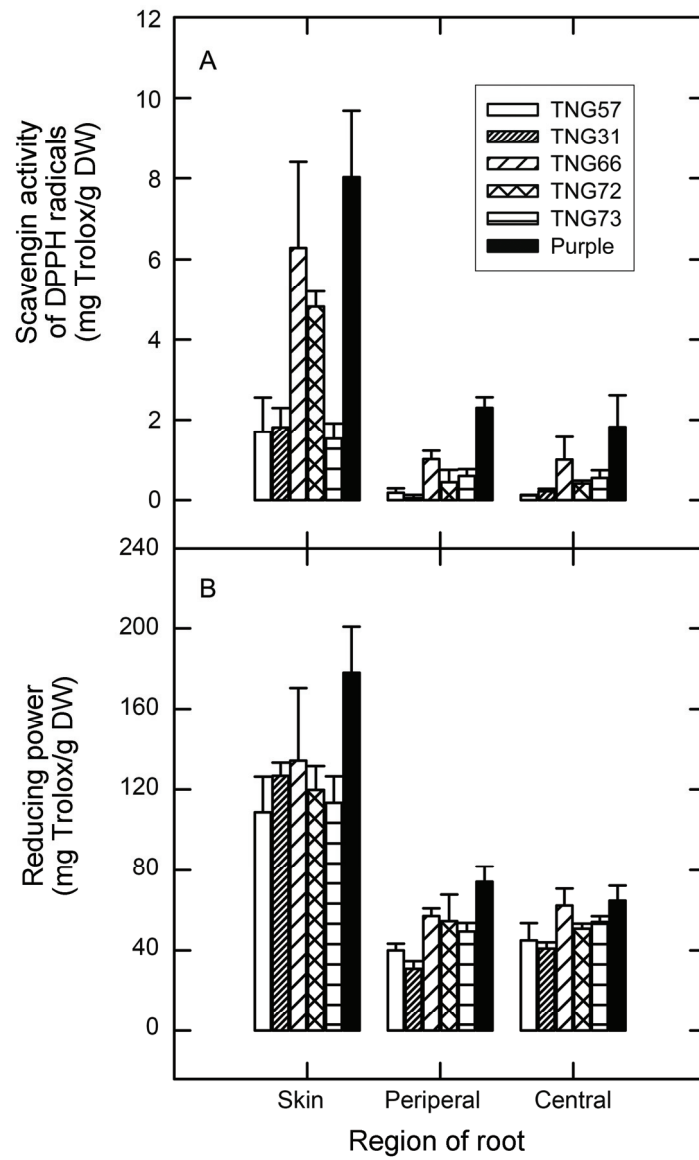 12
10
8
6
4
2
0
Scavengin activity
of DPPH radicals
(mg Trolox/g DW)
A
TNG57
TNG31
TNG66
TNG72
TNG73
Purple
240
200
160
120
80
40
0
Reducing power
(mg Trolox/g DW)
B
Skin Periperal Central
Region of root